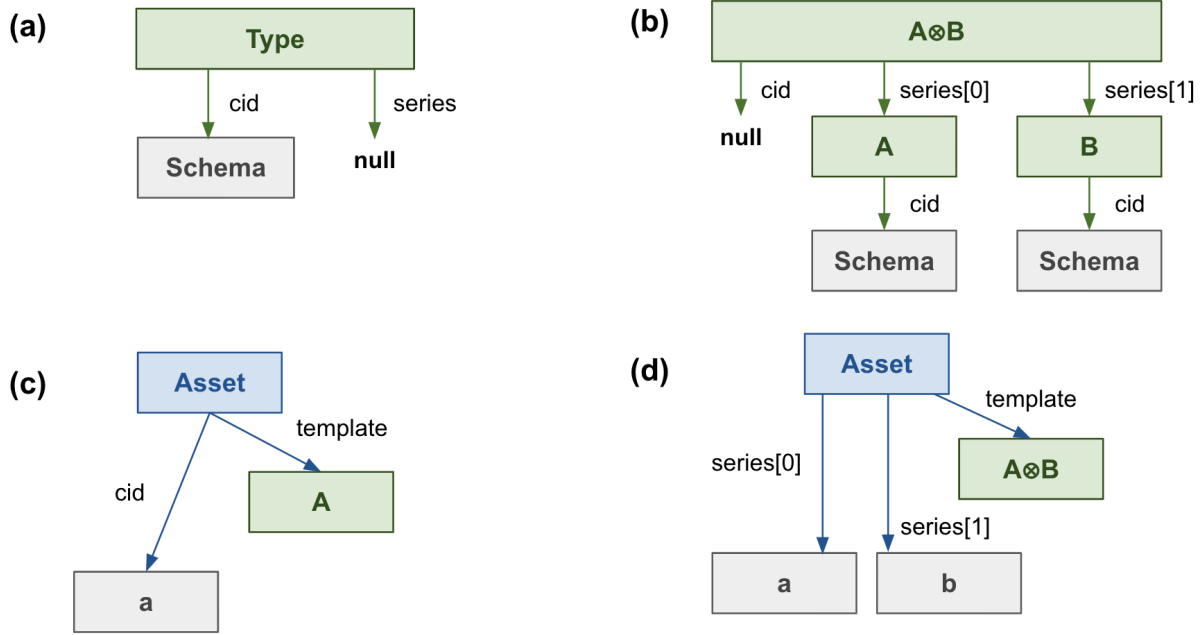 (a)
Type
cid
series
Schema
null
(b)
A⊗B
cid
series[0]
series[1]
null
A
B
cid
cid
Schema
Schema
(c)
Asset
template
cid
A
a
(d)
Asset
template
series[0]
A⊗B
series[1]
a
b